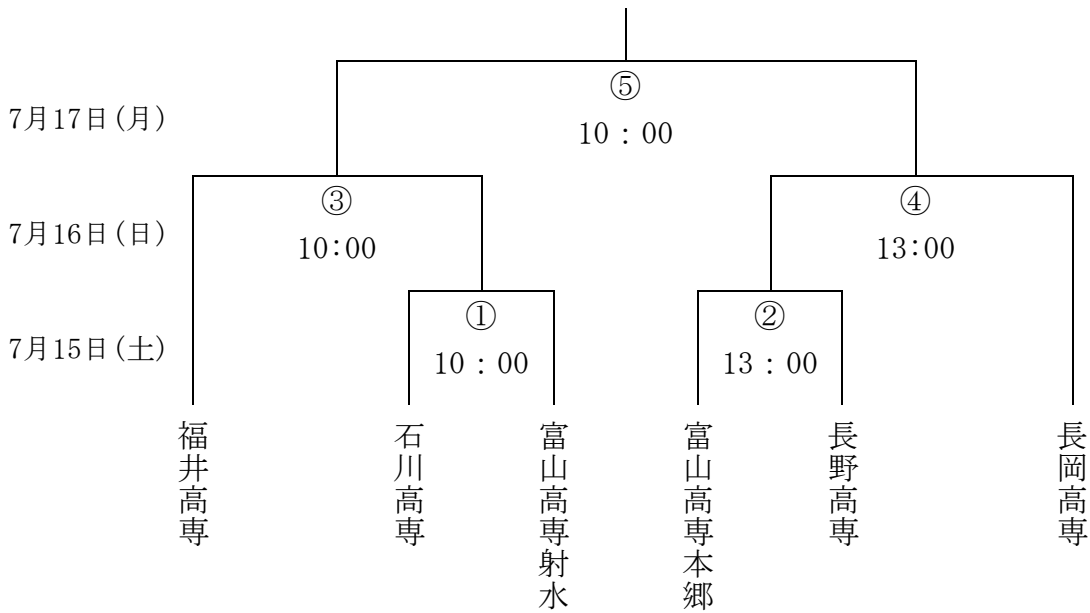 ⑤
7月17日(月)
10：00
③
④
7月16日(日)
10:00
13:00
①
②
7月15日(土)
10：00
13：00
福井高専
石川高専
富山高専射水
富山高専本郷
長野高専
長岡高専